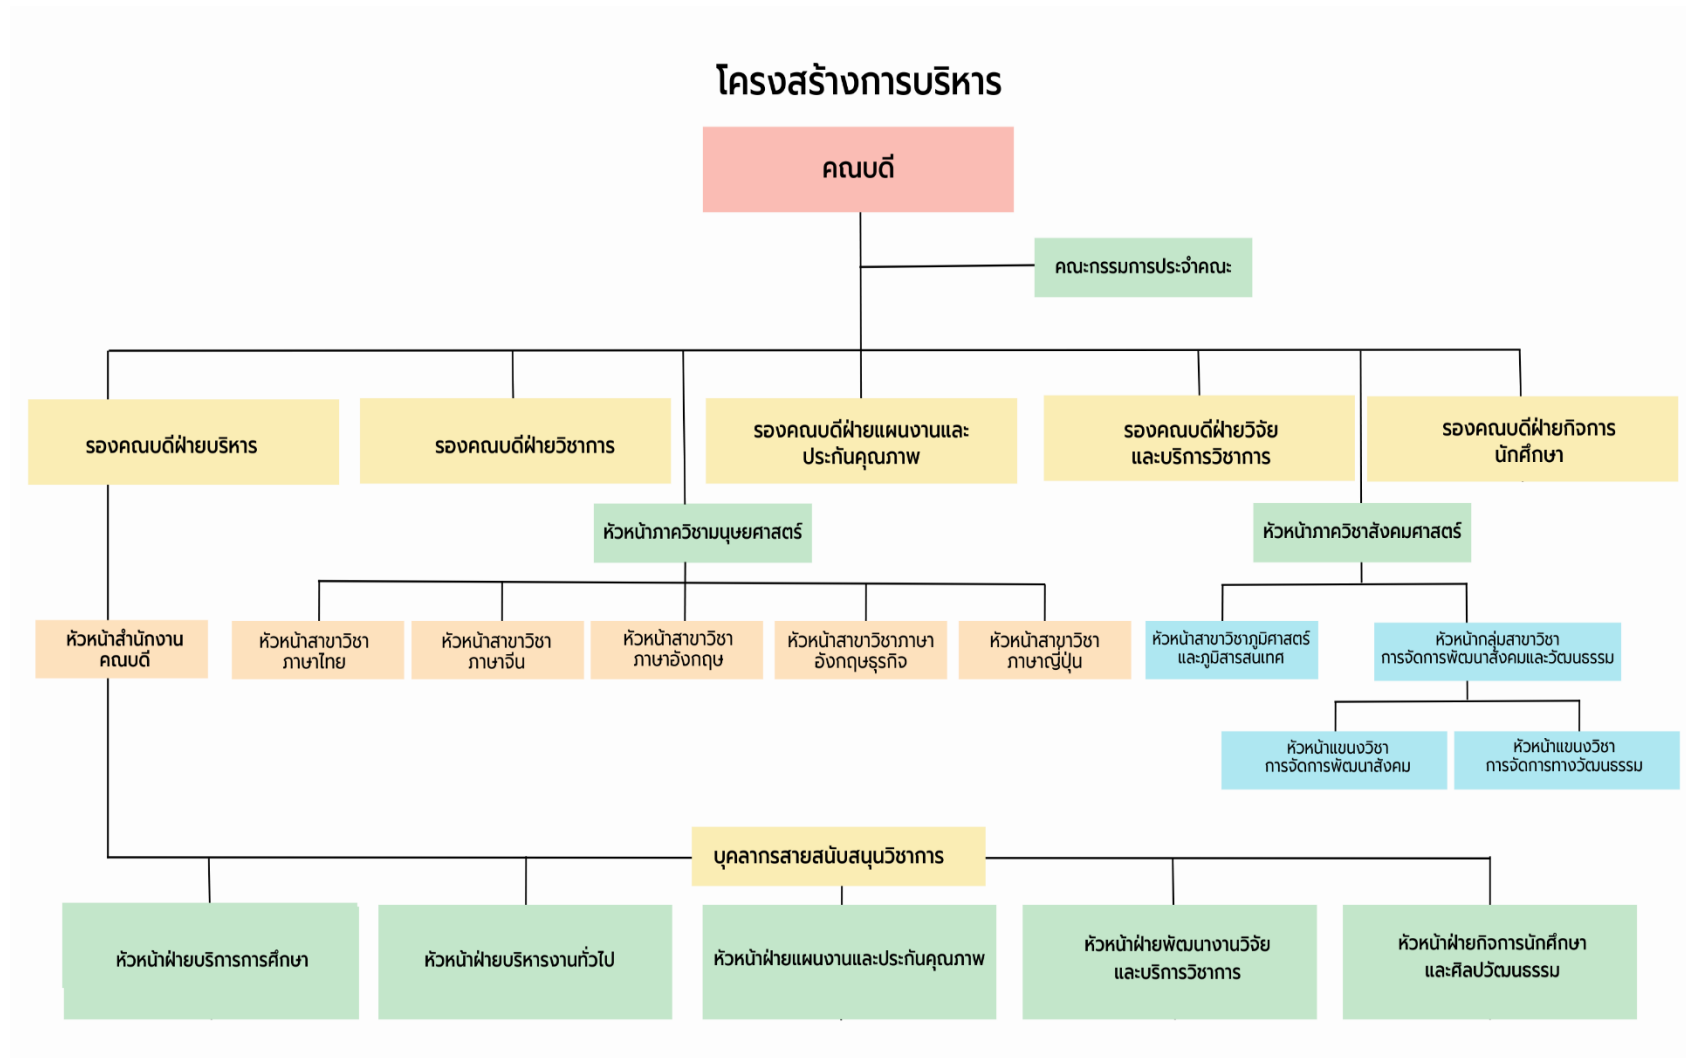 โครงสร้างการบริหาร
คณบดี
คณะกรรมการประจำคณะ
รองคณบดีฝ่ายบริหาร
รองคณบดีฝ่ายวิชาการ
รองคณบดีฝ่ายแผนงานและ
ประกันคุณภาพ
รองคณบดีฝ่ายวิจัย
และบริการวิชาการ
รองคณบดีฝ่ายกิจการ
นักศึกษา
หัวหน้าภาควิชามนุษยศาสตร์
หัวหน้าภาควิชาสังคมศาสตร์
หัวหน้าสำนักงาน
คณบดี
หัวหน้าสาขาวิชา
ภาษาไทย
หัวหน้าสาขาวิชา
ภาษาจีน
หัวหน้าสาขาวิชา
ภาษาอังกฤษ
หัวหน้าสาขาวิชาภาษา
อังกฤษธุรกิจ
หัวหน้าสาขาวิชา
ภาษาญี่ปุ่น
หัวหน้าสาขาวิชาภูมิศาสตร์
และภูมิสารสนเทศ
หัวหน้ากลุ่มสาขาวิชา
การจัดการพัฒนาสังคมและวัฒนธรรม
หัวหน้าแขนงวิชา
การจัดการพัฒนาสังคม
หัวหน้าแขนงวิชา
การจัดการทางวัฒนธรรม
บุคลากรสายสนับสนุนวิชาการ
หัวหน้าฝ่ายบริการการศึกษา
หัวหน้าฝ่ายบริหารงานทั่วไป
หัวหน้าฝ่ายแผนงานและประกันคุณภาพ
หัวหน้าฝ่ายพัฒนางานวิจัย
และบริการวิชาการ
หัวหน้าฝ่ายกิจการนักศึกษา
และศิลปวัฒนธรรม